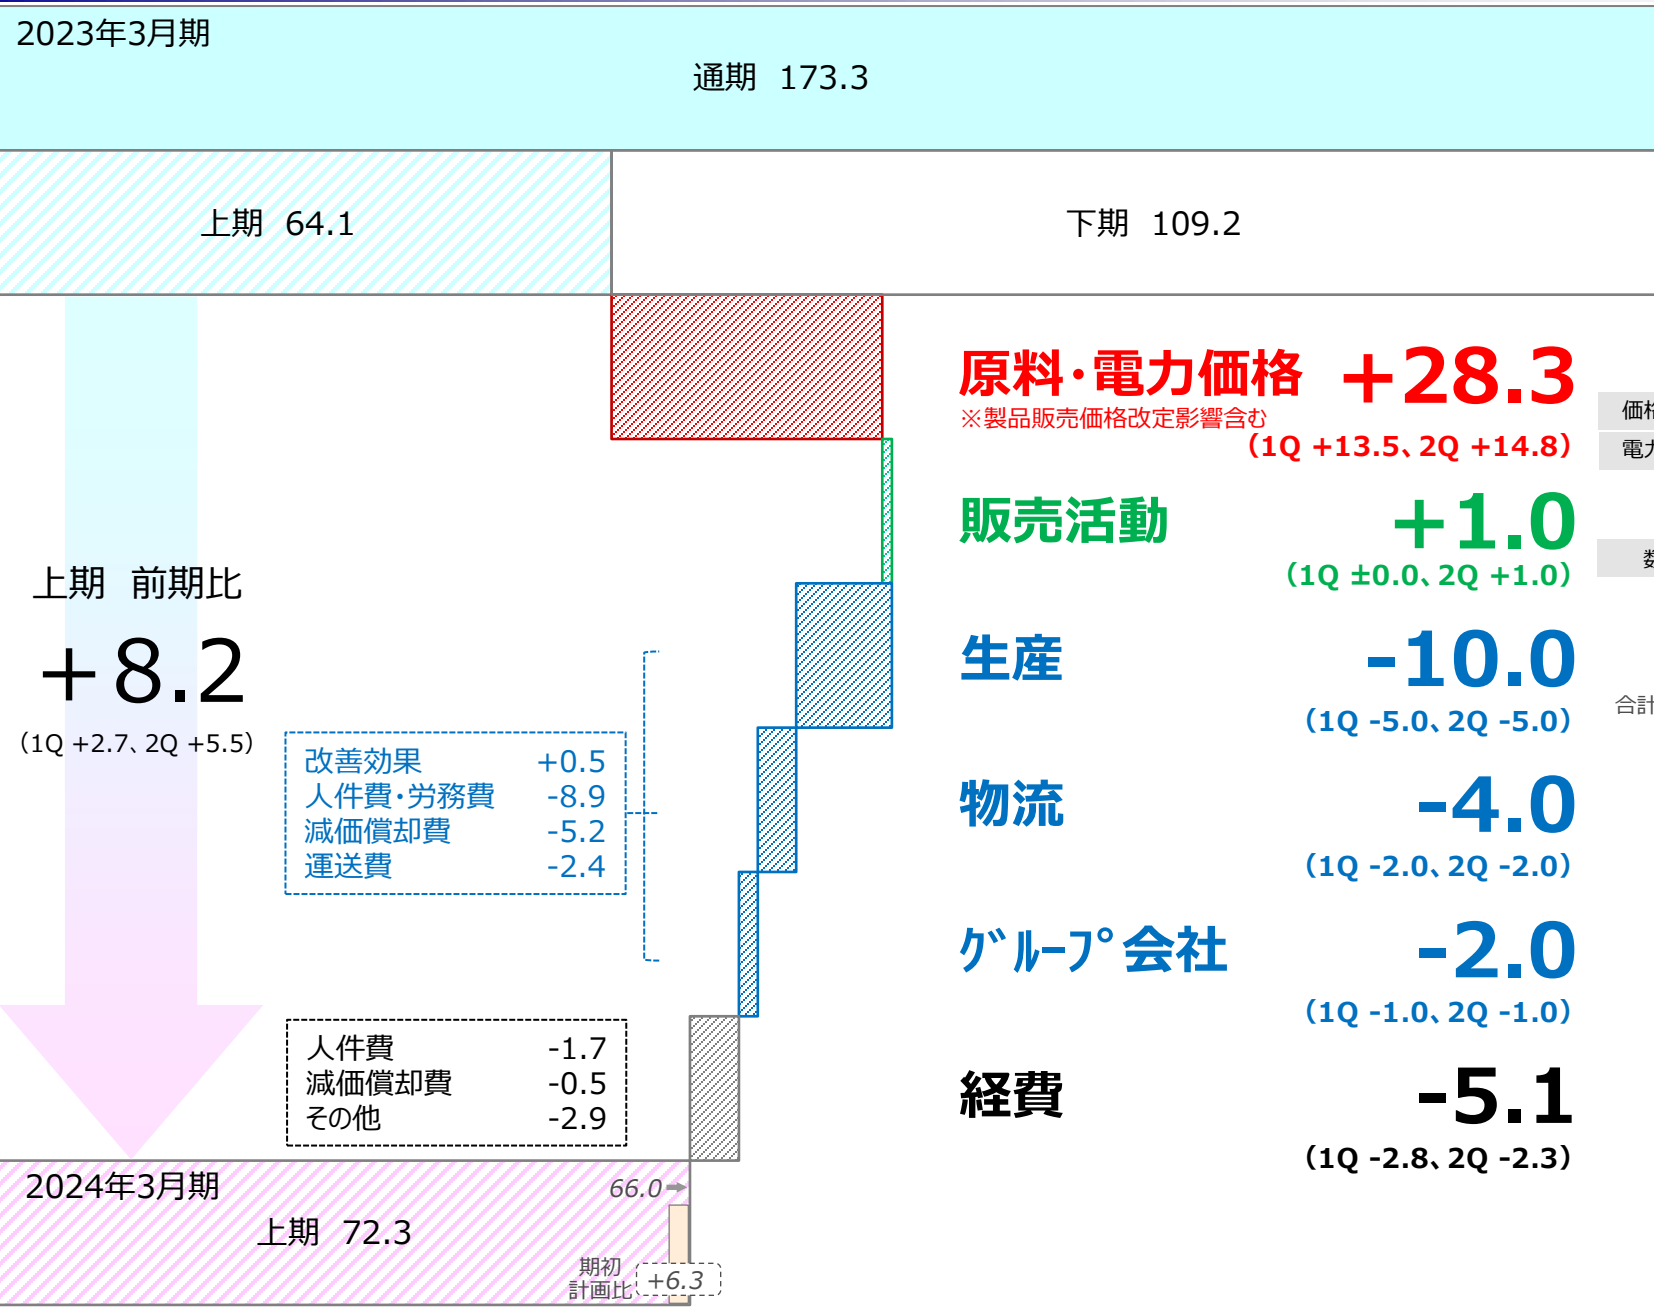 2023年3月期
通期 173.3
上期 64.1
下期 109.2
原料・電力価格 +28.3
※製品販売価格改定影響含む
（1Q +13.5、2Q +14.8）
価格
電力
販売活動 +1.0
（1Q ±0.0、2Q +1.0）
上期 前期比
+8.2
（1Q +2.7、2Q +5.5）
生産 -10.0
（1Q -5.0、2Q -5.0）
合計
改善効果 +0.5
人件費・労務費 -8.9
減価償却費 -5.2
運送費 -2.4
物流 -4.0
（1Q -2.0、2Q -2.0）
ｸﾞﾙｰﾌﾟ会社 -2.0
（1Q -1.0、2Q -1.0）
人件費 -1.7
減価償却費 -0.5
その他 -2.9
経費 -5.1
（1Q -2.8、2Q -2.3）
2024年3月期
66.0
上期 72.3
期初
計画比 +6.3